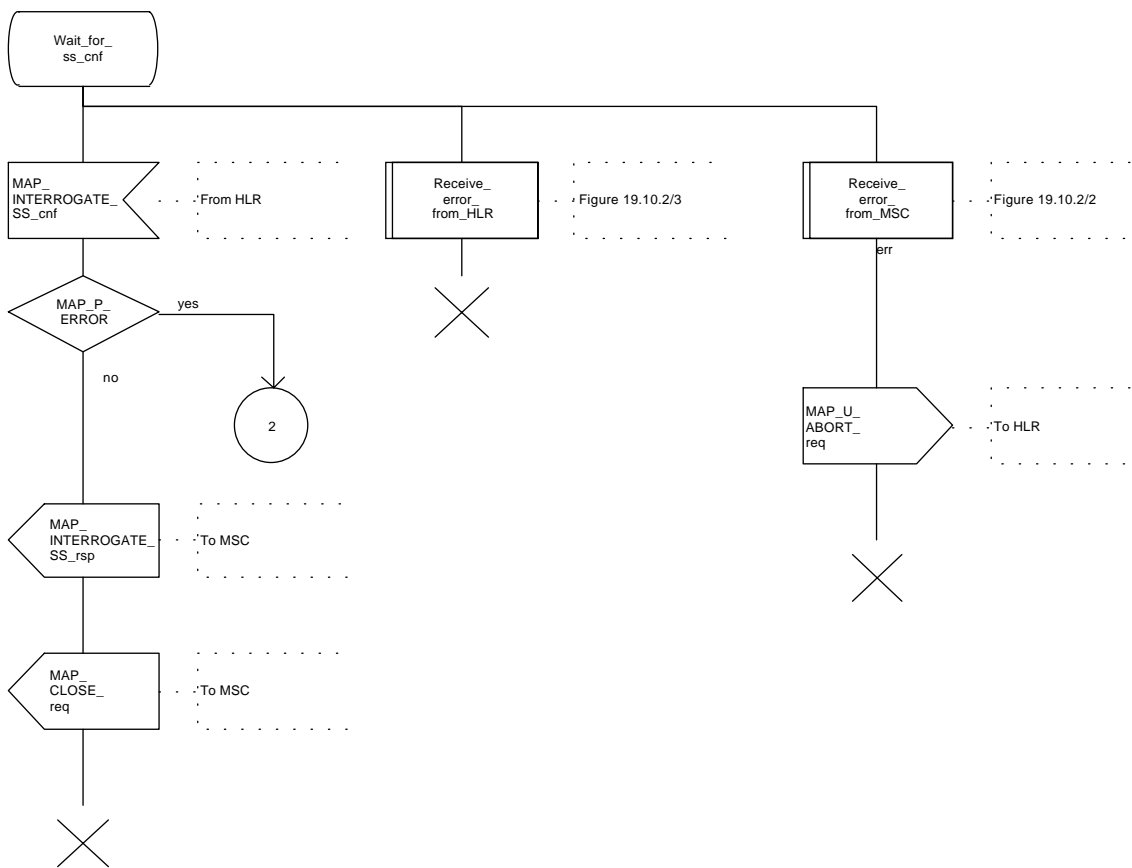 Wait_for_
ss_cnf
MAP_
INTERROGATE_
SS_cnf
From HLR
Receive_
error_
from_HLR
Figure 19.10.2/3
Receive_
error_
from_MSC
Figure 19.10.2/2
err
MAP_P_
ERROR
yes
no
2
MAP_U_
ABORT_
req
To HLR
MAP_
INTERROGATE_
SS_rsp
To MSC
MAP_
CLOSE_
req
To MSC